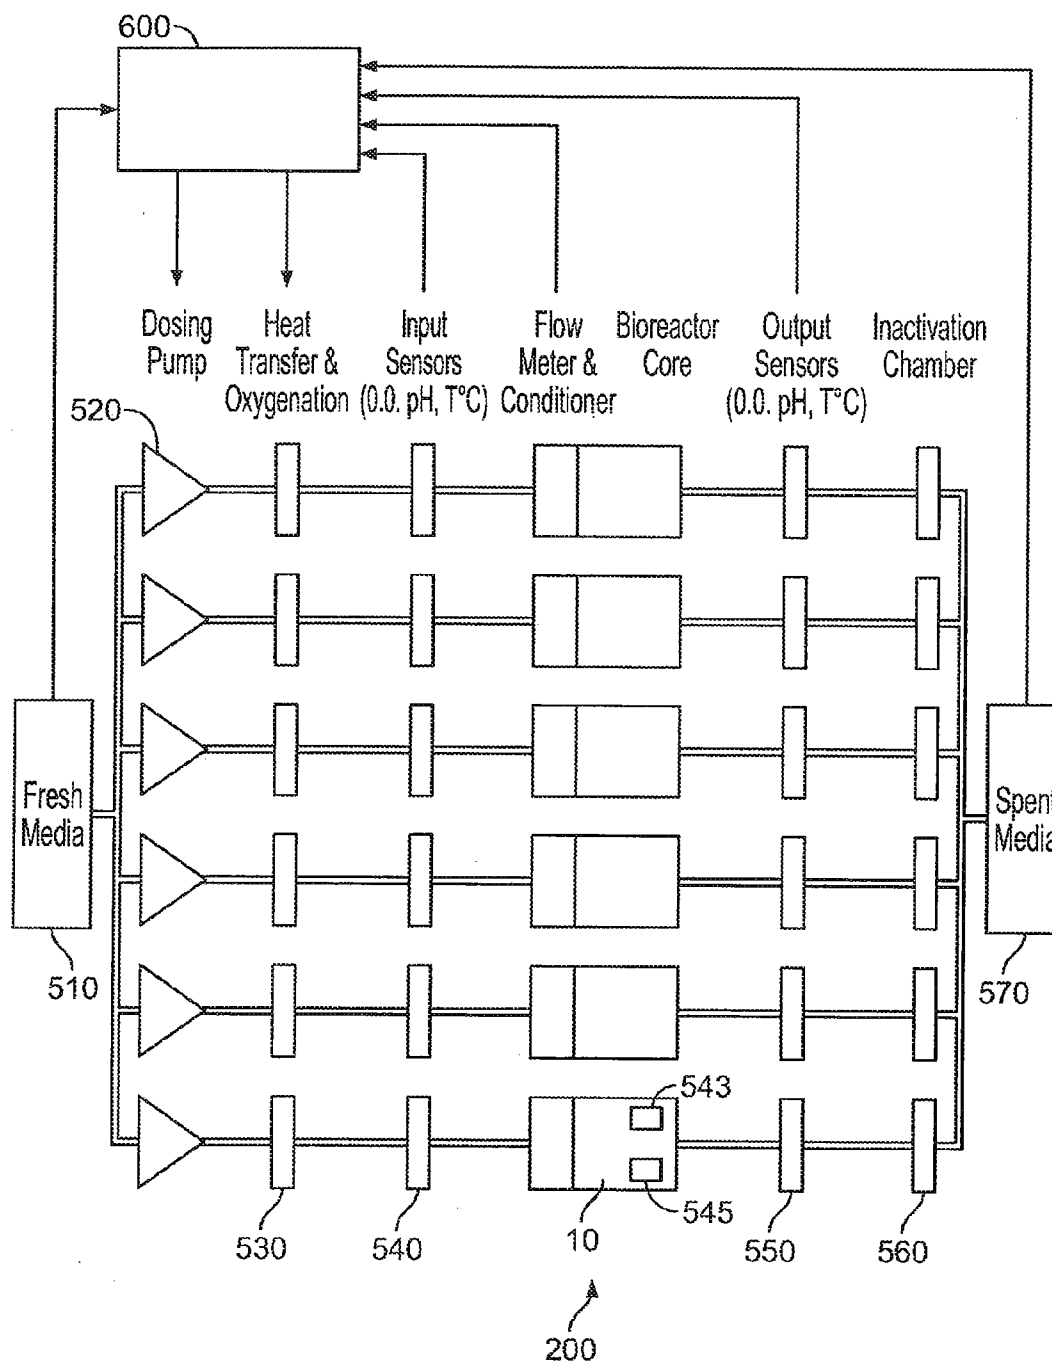 600
Dosing
Pump
Heat
Transfer &
Oxygenation
Input
Sensors
(0.0. pH, T°C)
Flow
Meter &
Conditioner
Bioreactor
Core
Output
Sensors
(0.0. pH, T°C)
Inactivation
Chamber
520
Fresh
Media
Spent
Media
510
570
543
545
530
540
10
550
560
200